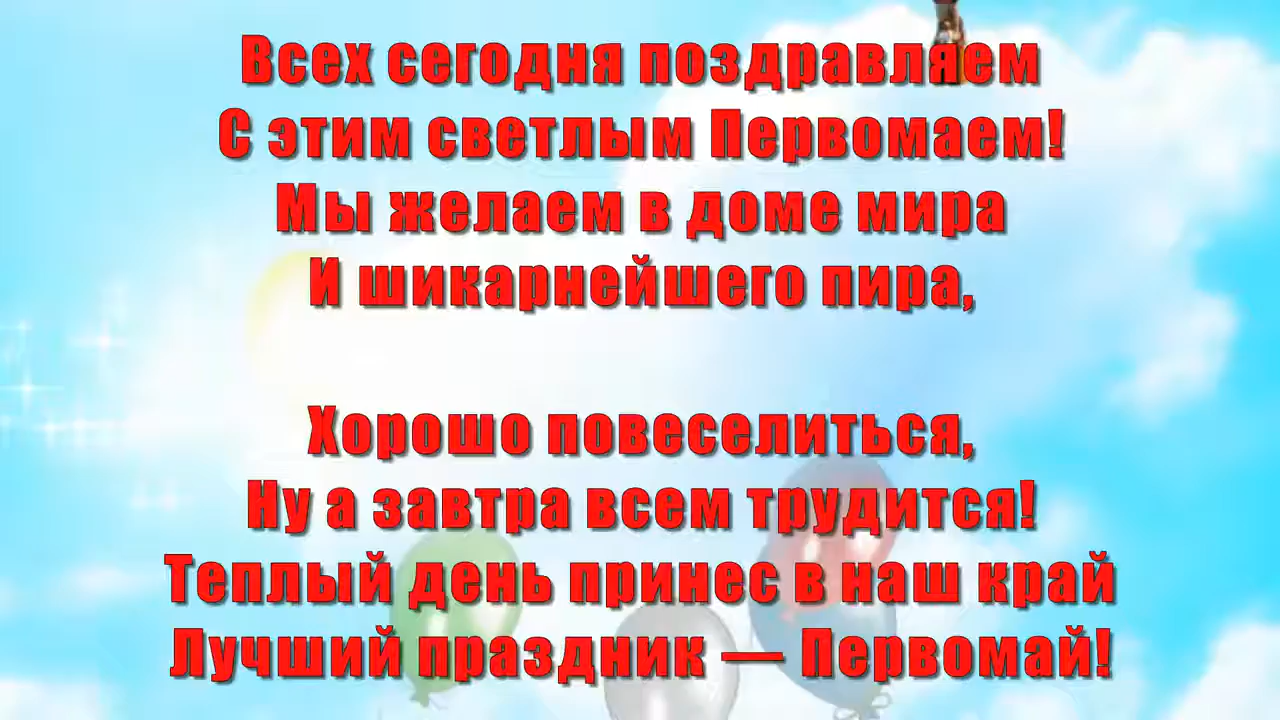 Всех сегодня поздравляем
С этим светлым Первомаем!
Мы желаем в доме мира
И шикарнейшего пира,
Хорошо повеселиться,
Ну а завтра всем трудится!
Теплый день принес в наш край
Лучший праздник — Первомай!